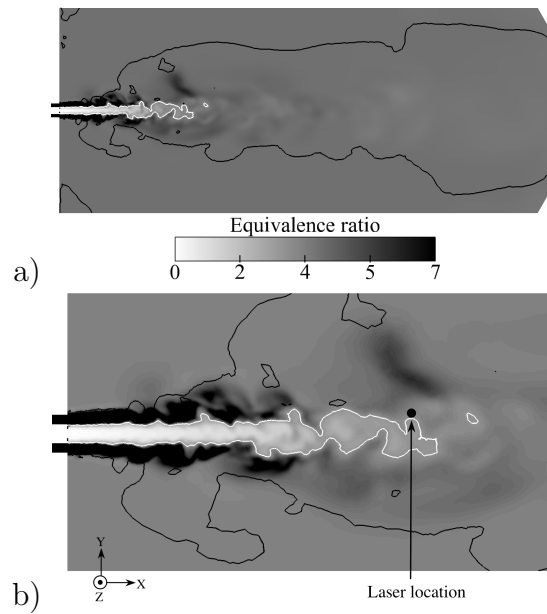 Equivalence ratio
0 2 4 5 7
a)
Y
X
Z
b)
Laser location